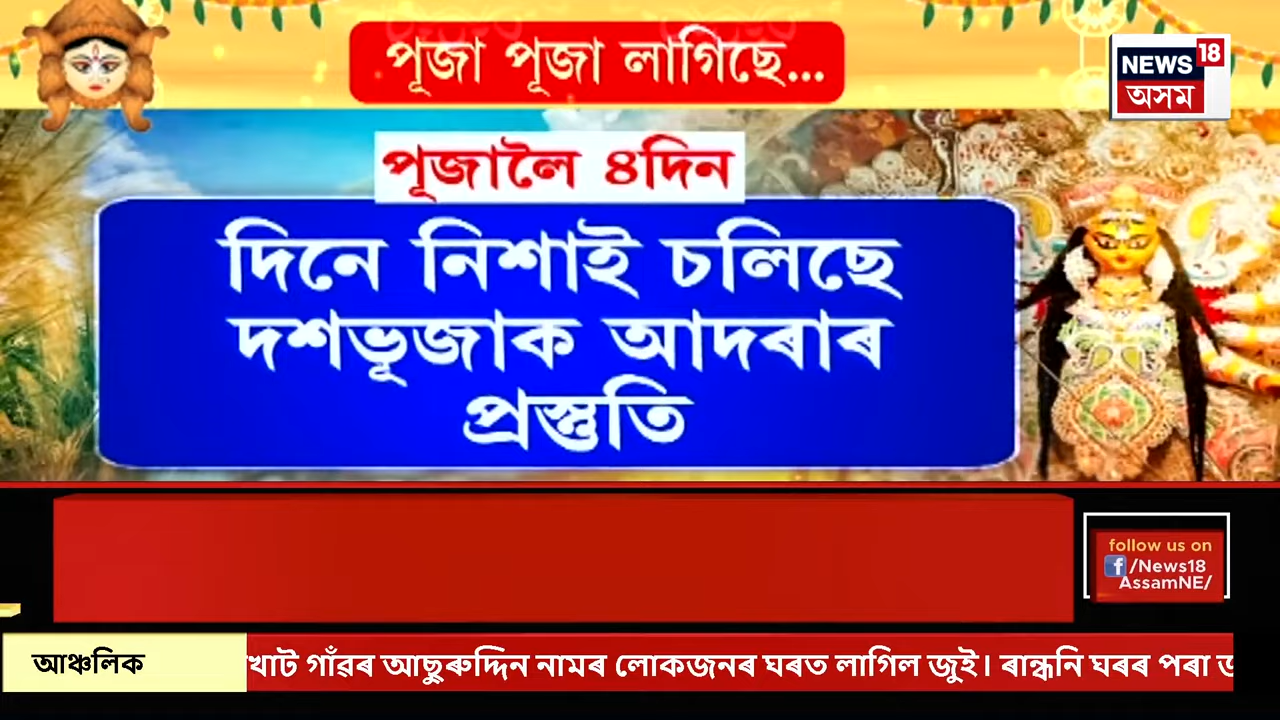 পূজা পূজা লাগিছে...
NEWS 18
অসম
পূজালৈ ৪দিন
দিনে নিশাই চলিছে
দশভূজাক আদৰাৰ
প্ৰস্তুতি
follow us on
f/News18
AssamNE/
আঞ্চলিক
গাঁৱৰ আছুৰুদ্দিন নামৰ লোকজনৰ ঘৰত লাগিল জুই। ৰান্ধনি ঘৰৰ পৰা